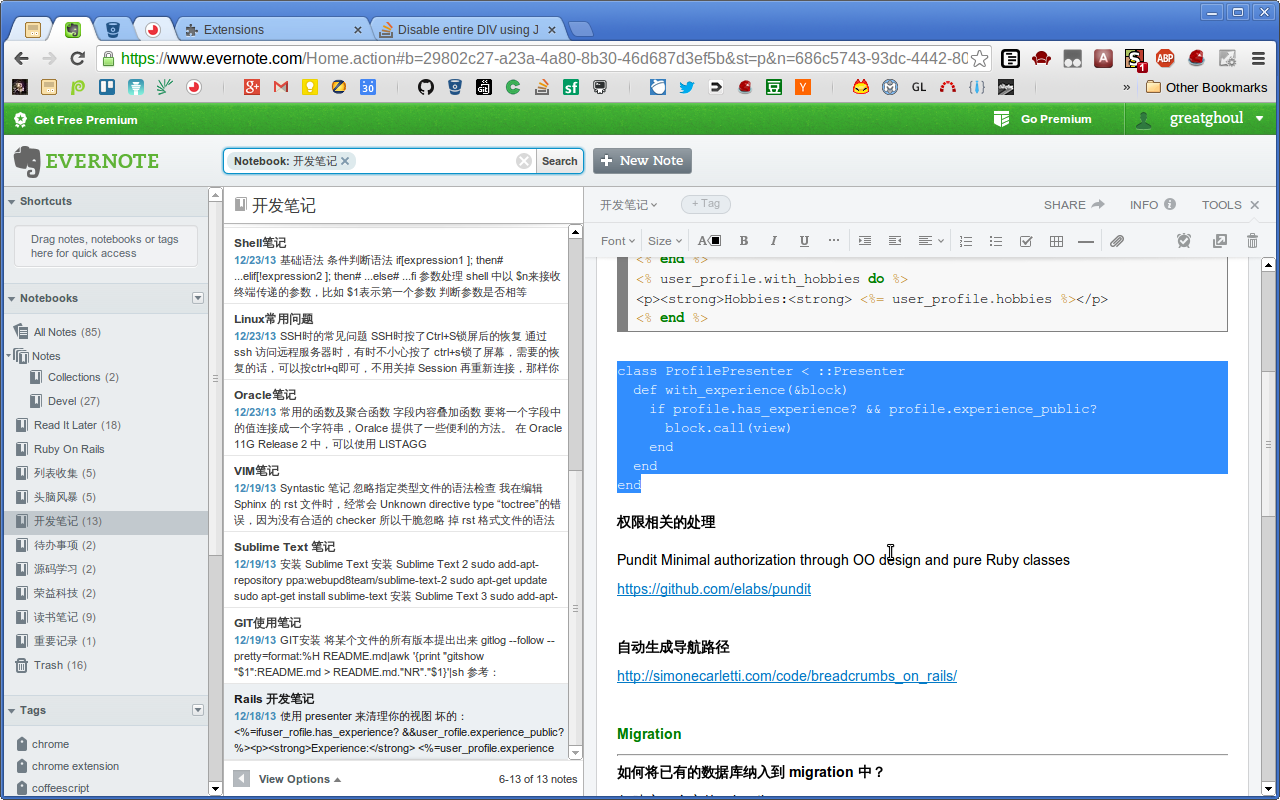 Extensions
Disable entire DIV using J
https://www.evernote.com/Home.action#b=29802c27-a23a-4a80-8b30-46d687d3ef5b&st=p&n=686c5743-93dc-4442-80
Other Bookmarks
Get Free Premium
Go Premium
greatghoul
EVERNOTE
Notebook: 开发笔记
Search
New Note
Shortcuts
Drag notes, notebooks or tags
here for quick access
Notebooks
All Notes (85)
Notes
Collections (2)
Devel (27)
Read It Later (18)
Ruby On Rails
列表收集 (5)
头脑风暴 (5)
开发笔记 (13)
待办事项 (2)
源码学习 (2)
荣益科技 (2)
读书笔记 (9)
重要记录 (1)
Trash (16)
Tags
chrome
chrome extension
coffeescript
开发笔记
Shell笔记
12/23/13 基础语法 条件判断语法 if[expression1 ]; then#
...elif[!expression2 ]; then# ...else# ...fi 参数处理 shell 中以 $n来接收
终端传递的参数，比如 $1表示第一个参数 判断参数是否相等
Linux常用问题
12/23/13 SSH时的常见问题 SSH时按了Ctrl+S锁屏后的恢复 通过
ssh 访问远程服务器时，有时不小心按了 ctrl+s锁了屏幕，需要的恢
复的话，可以按ctrl+q即可，不用关掉 Session 再重新连接，那样你
Oracle笔记
12/23/13 常用的函数及聚合函数 字段内容叠加函数 要将一个字段中
的值连接成一个字符串，Oralce 提供了一些便利的方法。 在 Oracle
11G Release 2 中，可以使用 LISTAGG
VIM笔记
12/19/13 Syntastic 笔记 忽略指定类型文件的语法检查 我在编辑
Sphinx 的 rst 文件时，经常会 Unknown directive type “toctree”的错
误，因为没有合适的 checker 所以干脆忽略 掉 rst 格式文件的语法
Sublime Text 笔记
12/19/13 安装 Sublime Text 安装 Sublime Text 2 sudo add-apt-
repository ppa:webupd8team/sublime-text-2 sudo apt-get update
sudo apt-get install sublime-text 安装 Sublime Text 3 sudo add-apt-
GIT使用笔记
12/19/13 GIT安装 将某个文件的所有版本提出出来 gitlog --follow --
pretty=format:%H README.md|awk '{print "gitshow
"$1":README.md > README.md."NR"."$1}'|sh 参考：
Rails 开发笔记
12/18/13 使用 presenter 来清理你的视图 坏的：
<%=ifuser_rofile.has_experience? &&user_rofile.experience_public?
%><p><strong>Experience:</strong> <%=user_profile.experience
View Options
6-13 of 13 notes
开发笔记
+ Tag
SHARE
INFO
TOOLS
Font
Size
A
B
I
U
<% end %>
<% user_profile.with_hobbies do %>
<p><strong>Hobbies:<strong> <%= user_profile.hobbies %></p>
<% end %>
class ProfilePresenter < ::Presenter
def with_experience(&block)
if profile.has_experience? && profile.experience_public?
block.call(view)
end
end
end
权限相关的处理
Pundit Minimal authorization through OO design and pure Ruby classes
https://github.com/elabs/pundit
自动生成导航路径
http://simonecarletti.com/code/breadcrumbs_on_rails/
Migration
如何将已有的数据库纳入到 migration 中？